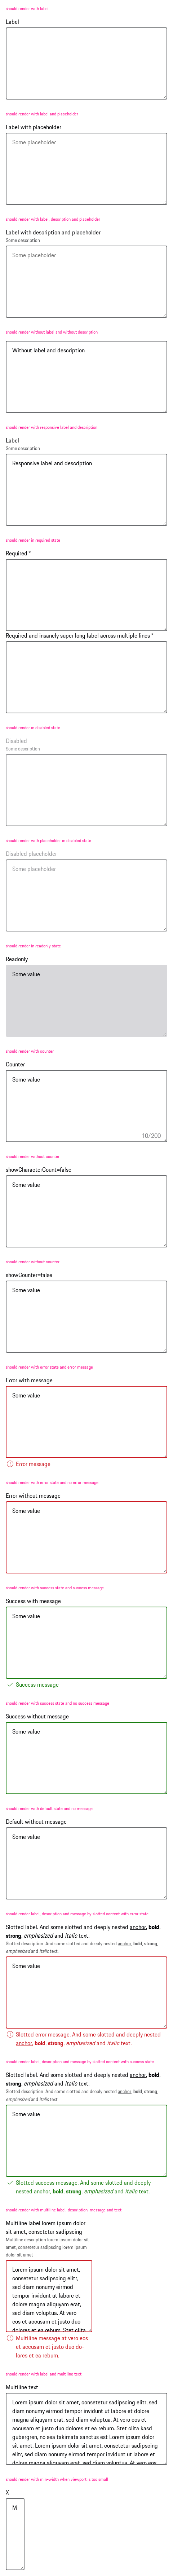 should render with label
Label
should render with label and placeholder
Label with placeholder
Some placeholder
should render with label, description and placeholder
Label with description and placeholder
Some description
Some placeholder
should render without label and without description
Without label and description
should render with responsive label and description
Label
Some description
Responsive label and description
should render in required state
Required *
Required and insanely super long label across multiple lines *
should render in disabled state
Disabled
Some description
should render with placeholder in disabled state
Disabled placeholder
Some placeholder
should render in readonly state
Readonly
Some value
should render with counter
Counter
Some value
10/200
should render without counter
showCharacterCount=false
Some value
should render without counter
showCounter=false
Some value
should render with error state and error message
Error with message
Some value
Error message
should render with error state and no error message
Error without message
Some value
should render with success state and success message
Success with message
Some value
Success message
should render with success state and no success message
Success without message
Some value
should render with default state and no message
Default without message
Some value
should render label, description and message by slotted content with error state
Slotted label. And some slotted and deeply nested anchor, bold,
strong, emphasized and italic text.
Slotted description. And some slotted and deeply nested anchor, bold, strong,
emphasized and italic text.
Some value
Slotted error message. And some slotted and deeply nested
anchor, bold, strong, emphasized and italic text.
should render label, description and message by slotted content with success state
Slotted label. And some slotted and deeply nested anchor, bold,
strong, emphasized and italic text.
Slotted description. And some slotted and deeply nested anchor, bold, strong,
emphasized and italic text.
Some value
Slotted success message. And some slotted and deeply
nested anchor, bold, strong, emphasized and italic text.
should render with multiline label, description, message and text
Multiline label lorem ipsum dolor
sit amet, consetetur sadipscing
Multiline description lorem ipsum dolor sit
amet, consetetur sadipscing lorem ipsum
dolor sit amet
Lorem ipsum dolor sit amet,
consetetur sadipscing elitr,
sed diam nonumy eirmod
tempor invidunt ut labore et
dolore magna aliquyam erat,
sed diam voluptua. At vero
eos et accusam et justo duo
dolores et ea rebum. Stet clita
Multiline message at vero eos
et accusam et justo duo do-
lores et ea rebum.
should render with label and multiline text
Multiline text
Lorem ipsum dolor sit amet, consetetur sadipscing elitr, sed
diam nonumy eirmod tempor invidunt ut labore et dolore
magna aliquyam erat, sed diam voluptua. At vero eos et
accusam et justo duo dolores et ea rebum. Stet clita kasd
gubergren, no sea takimata sanctus est Lorem ipsum dolor
sit amet. Lorem ipsum dolor sit amet, consetetur sadipscing
elitr, sed diam nonumy eirmod tempor invidunt ut labore et
dolore magna aliquyam erat, sed diam voluptua. At vero eos
should render with min-width when viewport is too small
X
M